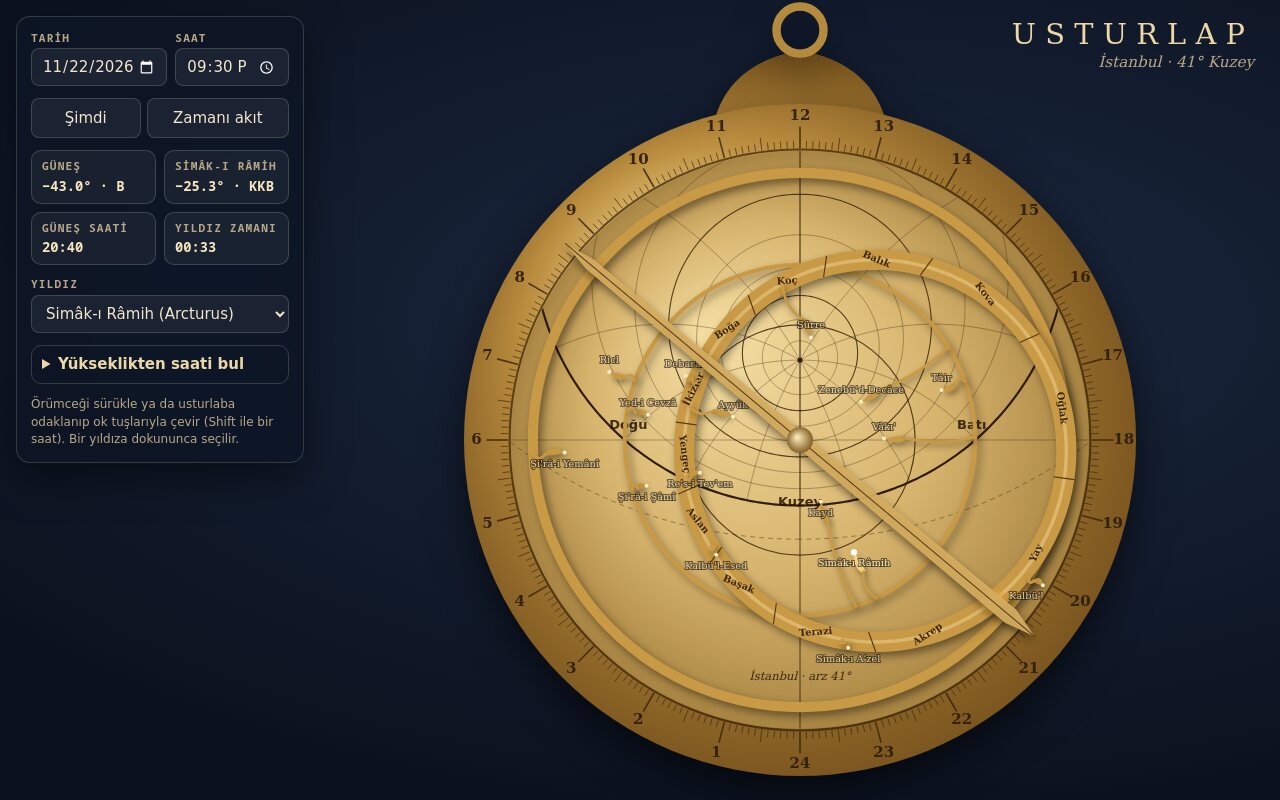 TARİH
SAAT
11/22/2026
09:30 P
Şimdi
Zamanı akıt
GÜNEŞ
−43.0° · B
SİMÂK-I RÂMİH
−25.3° · KKB
GÜNEŞ SAATİ
20:40
YILDIZ ZAMANI
00:33
YILDIZ
Simâk-ı Râmih (Arcturus)
Yükseklikten saati bul
Örümceği sürükle ya da usturlaba
odaklanıp ok tuşlarıyla çevir (Shift ile bir
saat). Bir yıldıza dokununca seçilir.
USTURLAP
İstanbul · 41° Kuzey
12
11
13
10
14
9
15
8
16
7
17
6
18
5
19
4
20
3
21
2
22
1
23
24
Balık
Koç
Kova
Boğa
Sürre
Ricl
İkizler
Zenebü'd-Decâce
Tâir
Yed-i Cevzâ
Oğlak
Doğu
Batı
Yengeç
Şi'râ-i Yemânî
Re's-i Tev'em
Şi'râ-i Şâmî
Kuzey
Kayd
Aslan
Yay
Kalbü'l-Esed
Simâk-ı Râmih
Başak
Terazi
Akrep
Simâk-ı A'zel
İstanbul · arz 41°